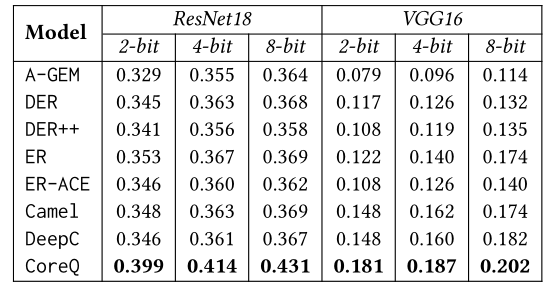 Model ResNet18 VGG16
2-bit 4-bit 8-bit 2-bit 4-bit 8-bit
A-GEM 0.329 0.355 0.364 0.079 0.096 0.114
DER 0.345 0.363 0.368 0.117 0.126 0.132
DER++ 0.341 0.356 0.358 0.108 0.119 0.135
ER 0.353 0.367 0.369 0.122 0.140 0.174
ER-ACE 0.346 0.360 0.362 0.108 0.126 0.140
Camel 0.348 0.363 0.369 0.148 0.162 0.174
DeepC 0.346 0.361 0.367 0.148 0.160 0.182
CoreQ 0.399 0.414 0.431 0.181 0.187 0.202